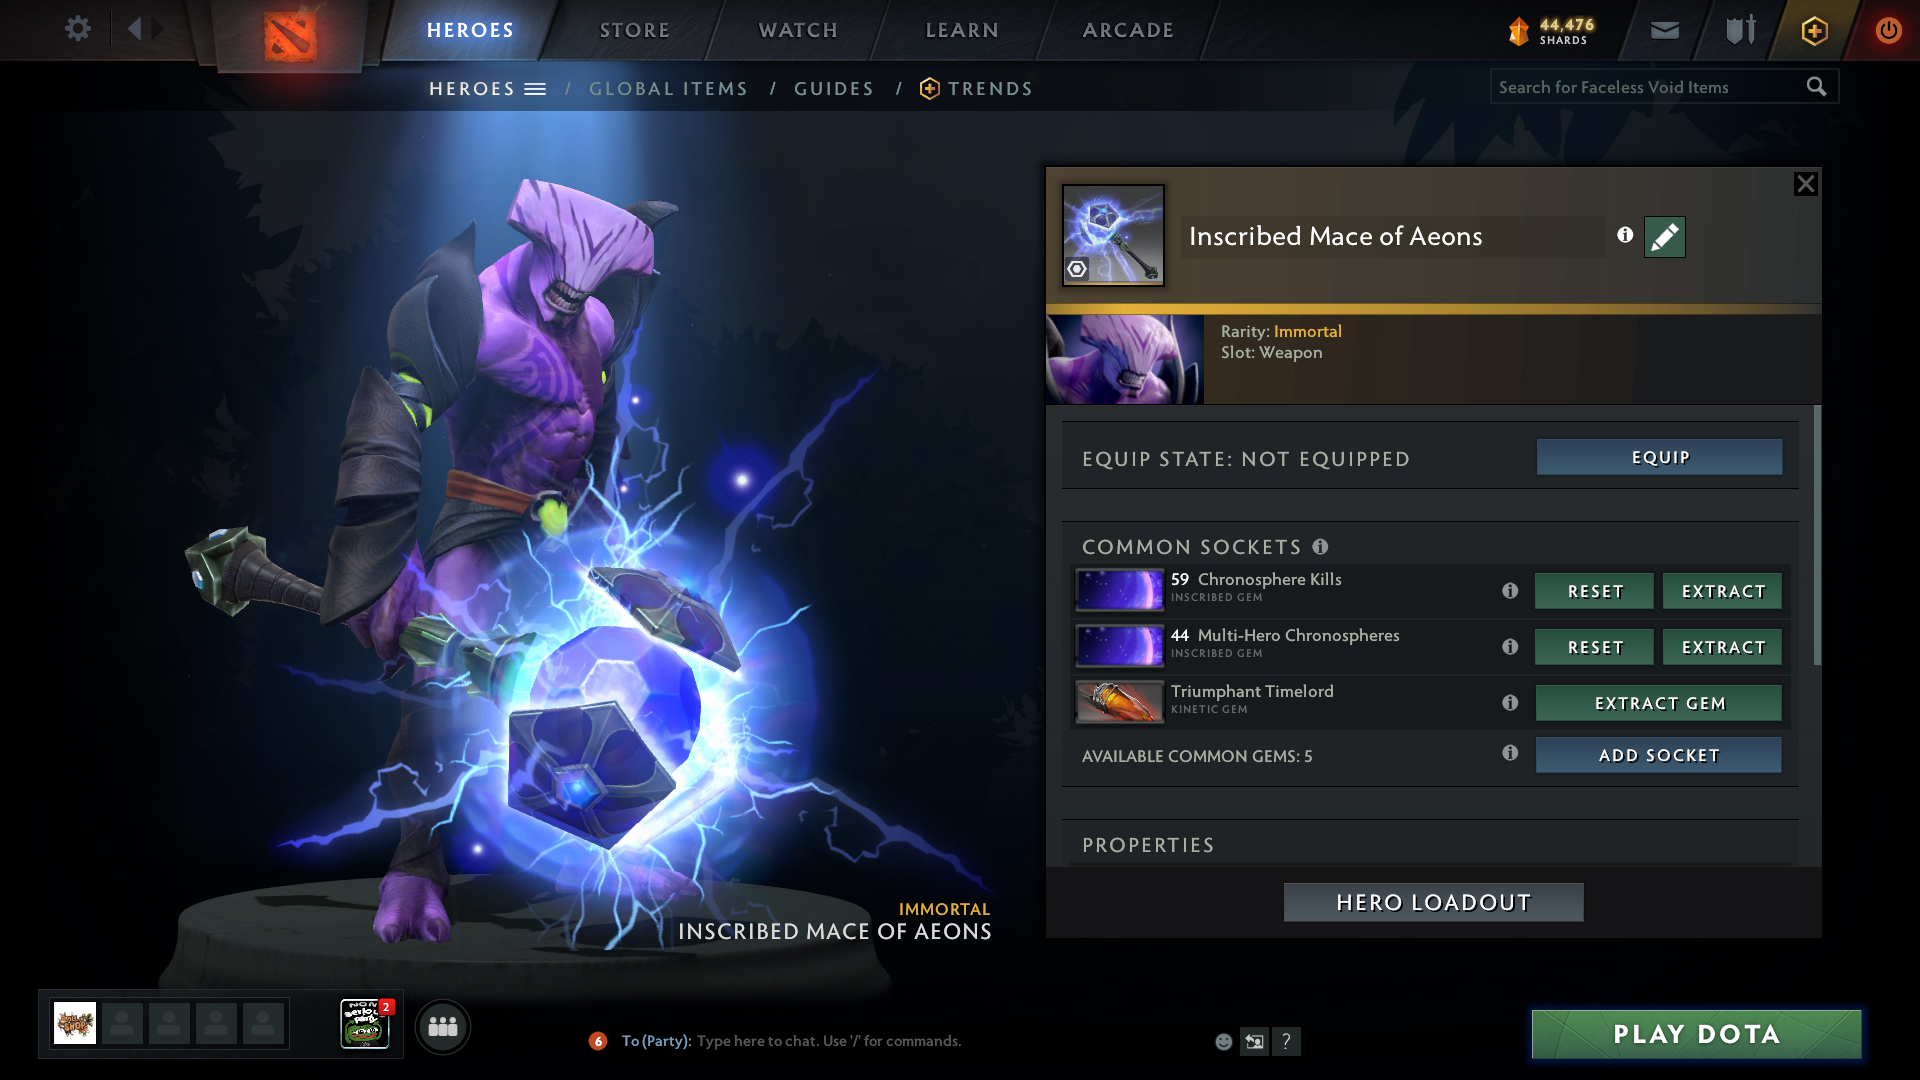 HEROES
STORE
WATCH
LEARN
ARCADE
44,476
SHARDS
HEROES / GLOBAL ITEMS / GUIDES / TRENDS
Search for Faceless Void Items
Inscribed Mace of Aeons
Rarity: Immortal
Slot: Weapon
EQUIP STATE: NOT EQUIPPED
EQUIP
COMMON SOCKETS
59 Chronosphere Kills
INSCRIBED GEM
RESET
EXTRACT
44 Multi-Hero Chronospheres
INSCRIBED GEM
RESET
EXTRACT
Triumphant Timelord
KINETIC GEM
EXTRACT GEM
AVAILABLE COMMON GEMS: 5
ADD SOCKET
PROPERTIES
HERO LOADOUT
IMMORTAL
INSCRIBED MACE OF AEONS
2
6
To (Party): Type here to chat. Use '/' for commands.
?
PLAY DOTA